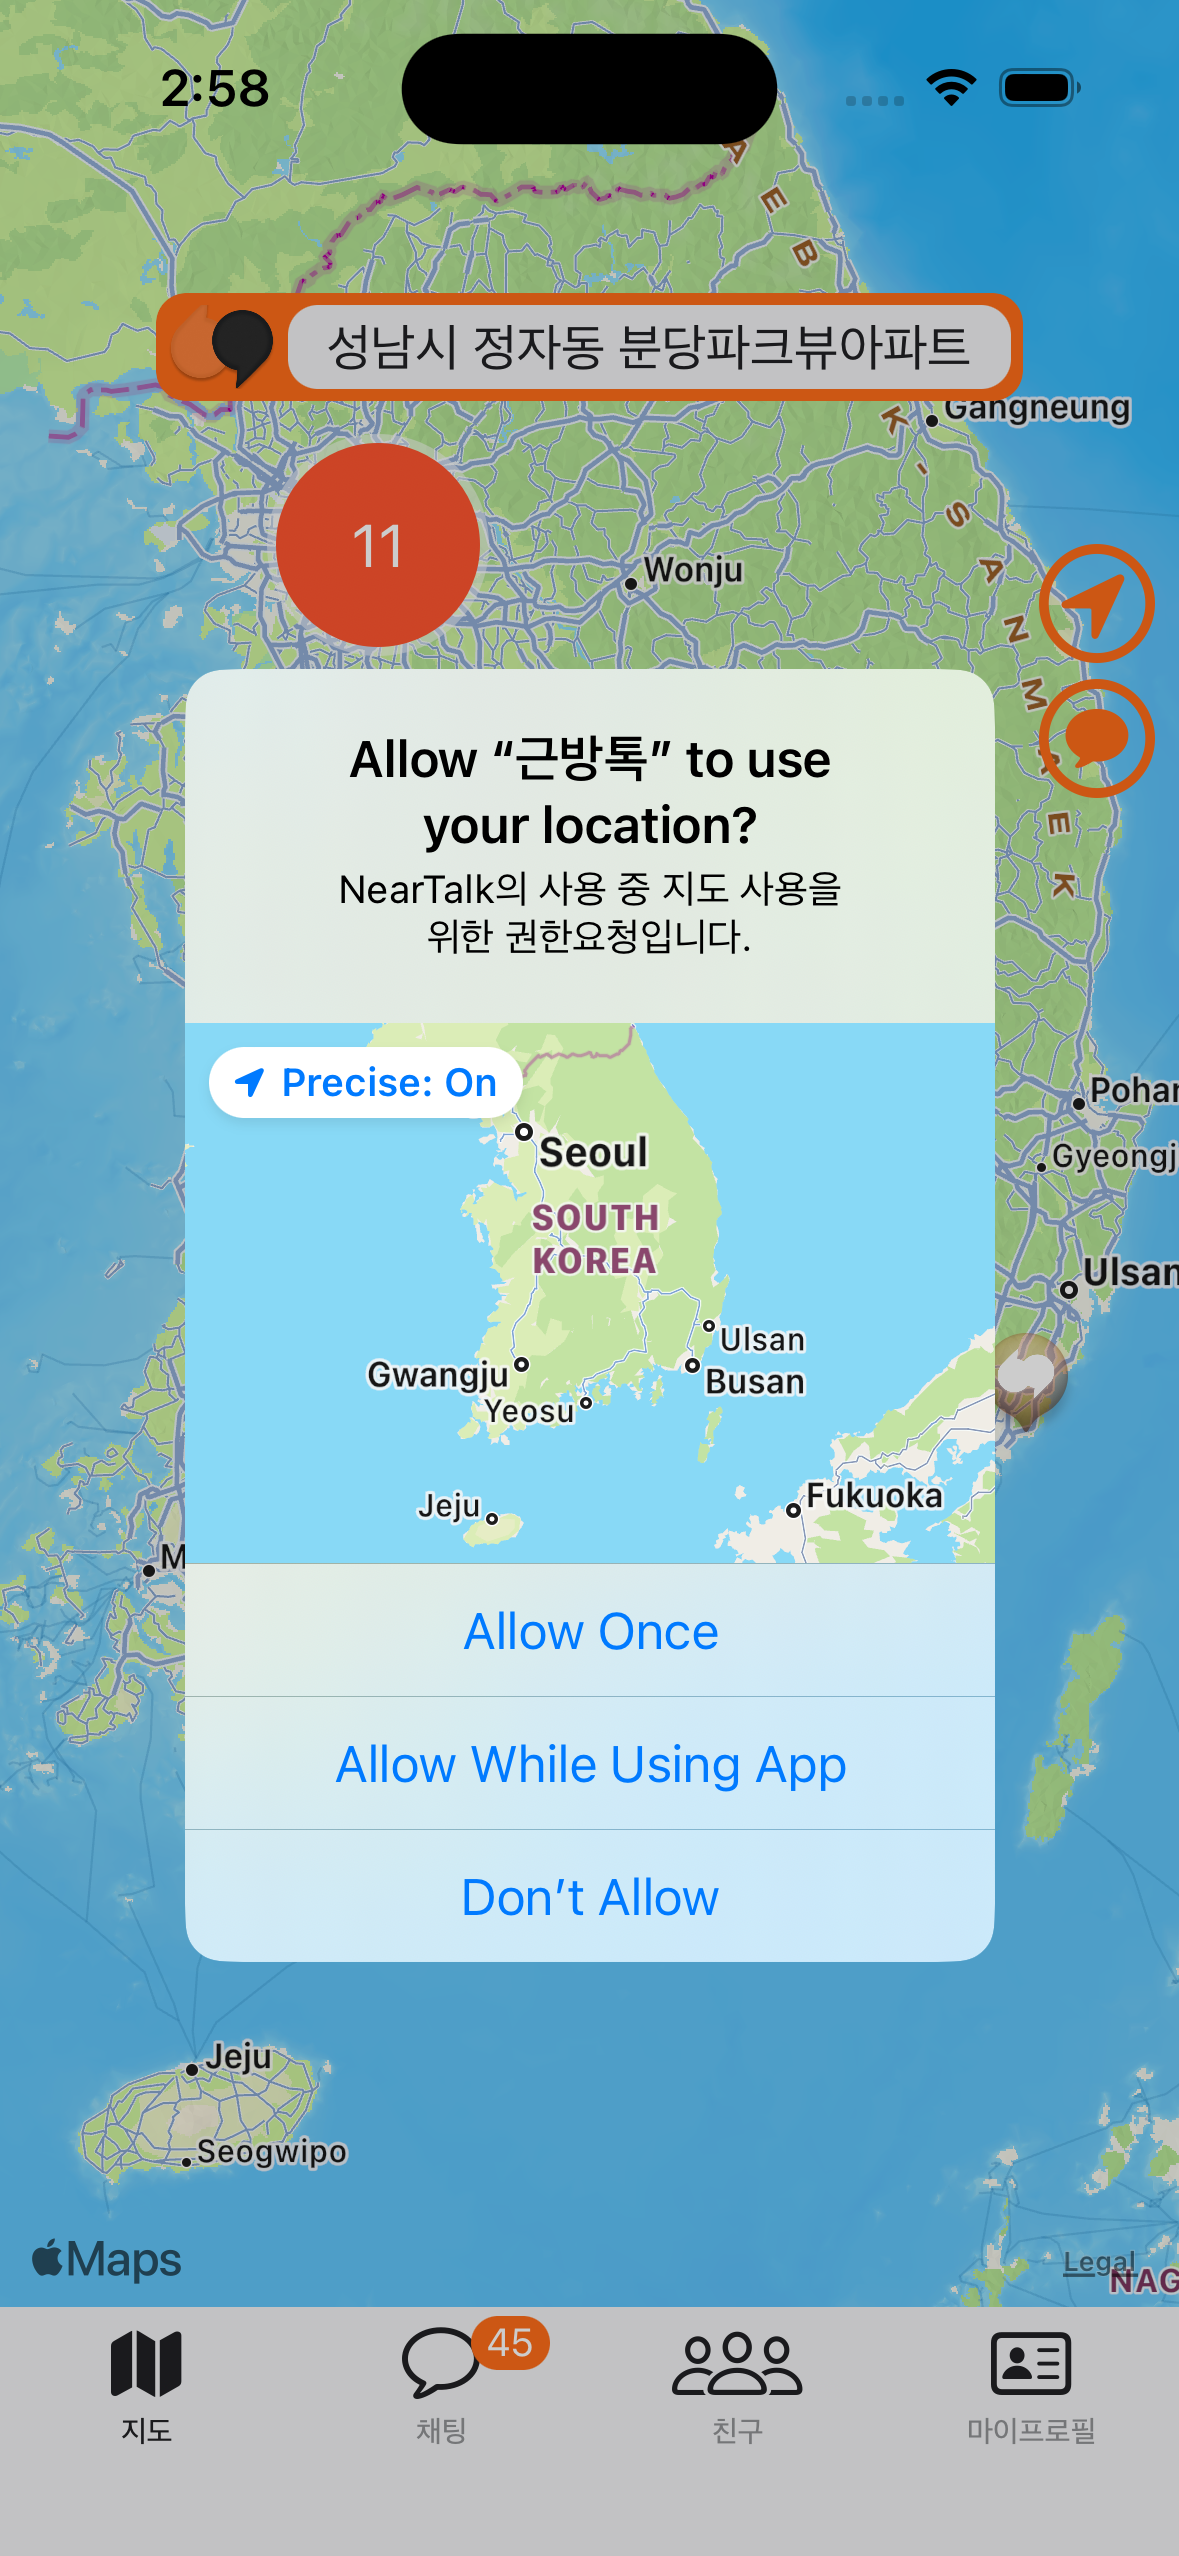 2:58
A
E
B
성남시 정자동 분당파크뷰아파트
Gangneung
K
-
S
A
N
M
A
E
K
11
Wonju
Allow “근방톡” to use
your location?
NearTalk의 사용 중 지도 사용을
위한 권한요청입니다.
Precise: On
Seoul
SOUTH
KOREA
Ulsan
Gwangju
Busan
Yeosu
Jeju
Fukuoka
Ulsan
Allow Once
Allow While Using App
Don’t Allow
Jeju
Seogwipo
Maps
Legal
45
지도
채팅
친구
마이프로필